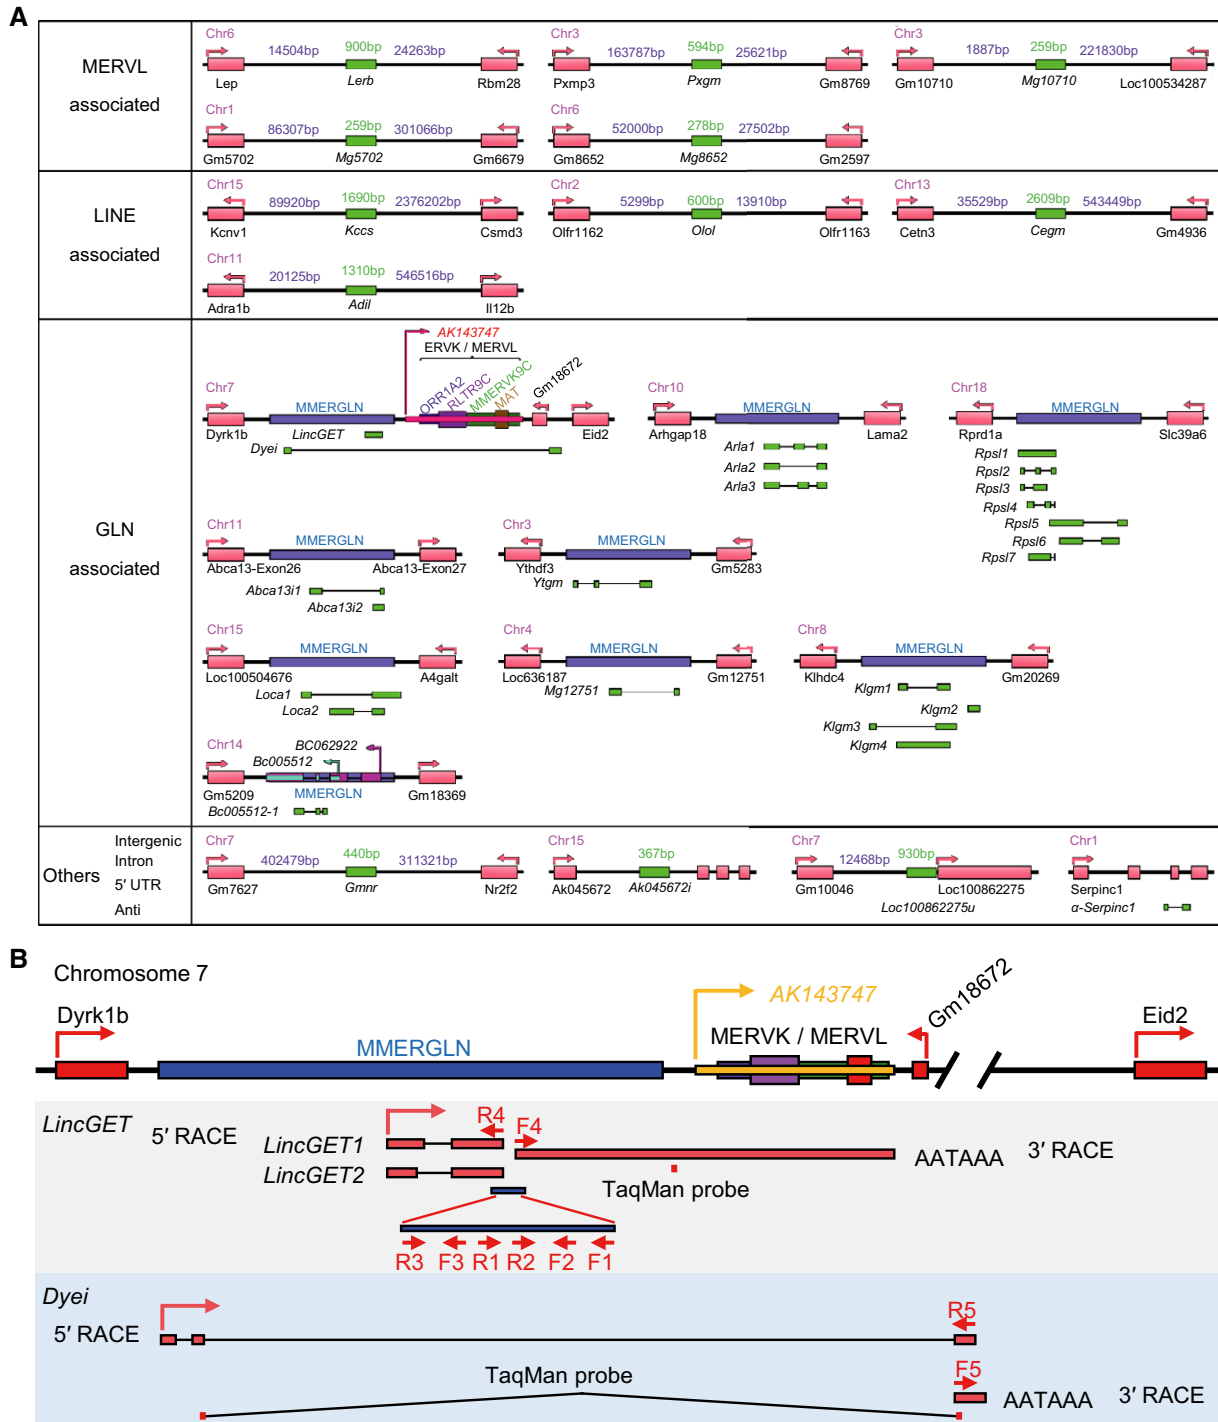 A
MERVL
associated
Chr6
14504bp 900bp 24263bp
Lep Lerb Rbm28
Chr3
163787bp 594bp 25621bp
Pxmp3 Pxgm Gm8769
Chr3
1887bp 259bp 221830bp
Gm10710 Mg10710 Loc100534287
Chr1
86307bp 259bp 301066bp
Gm5702 Mg5702 Gm6679
Chr6
52000bp 278bp 27502bp
Gm8652 Mg8652 Gm2597
LINE
associated
Chr15
89920bp 1690bp 2376202bp
Kcnv1 Kccs Csmd3
Chr2
5299bp 600bp 13910bp
Olfr1162 Olol Olfr1163
Chr13
35529bp 2609bp 543449bp
Cetn3 Cegm Gm4936
Chr11
20125bp 1310bp 546516bp
Adra1b Adil Il12b
GLN
associated
AK143747
ERVK / MERVL
ORR1A2
RLTR9C
MMERVK9C
MAT
Gm18672
Chr7
MMERGLN
Dyrk1b LincGET Eid2
Dyei
Chr10
MMERGLN
Arhgap18 Lama2
Arla1
Arla2
Arla3
Chr18
MMERGLN
Rprd1a Slc39a6
Rpsl1
Rpsl2
Rpsl3
Rpsl4
Rpsl5
Rpsl6
Rpsl7
Chr11
MMERGLN
Abca13-Exon26 Abca13-Exon27
Abca13i1
Abca13i2
Chr3
MMERGLN
Ythdf3 Gm5283
Ytgm
Chr15
MMERGLN
Loc100504676 A4galt
Loca1
Loca2
Chr4
MMERGLN
Loc636187 Gm12751
Mg12751
Chr8
MMERGLN
Klhdc4 Gm20269
Klgm1
Klgm2
Klgm3
Klgm4
Chr14
BC062922
Bc005512
Gm5209 MMERGLN Gm18369
Bc005512-1
Others
Intergenic
Intron
5′ UTR
Anti
Chr7
402479bp 440bp 311321bp
Gm7627 Gmnr Nr2f2
Chr15
367bp
Ak045672 Ak045672i
Chr7
12468bp 930bp
Gm10046 Loc100862275
Loc100862275u
Chr1
Serpinc1
α-Serpinc1
B
Chromosome 7
Dyrk1b
MMERGLN
AK143747
MERVK / MERVL
Gm18672
Eid2
LincGET
5′ RACE
LincGET1
LincGET2
R4 F4
AATAAA 3′ RACE
TaqMan probe
R3 F3 R1 R2 F2 F1
Dyei
5′ RACE
R5
TaqMan probe
F5
AATAAA 3′ RACE